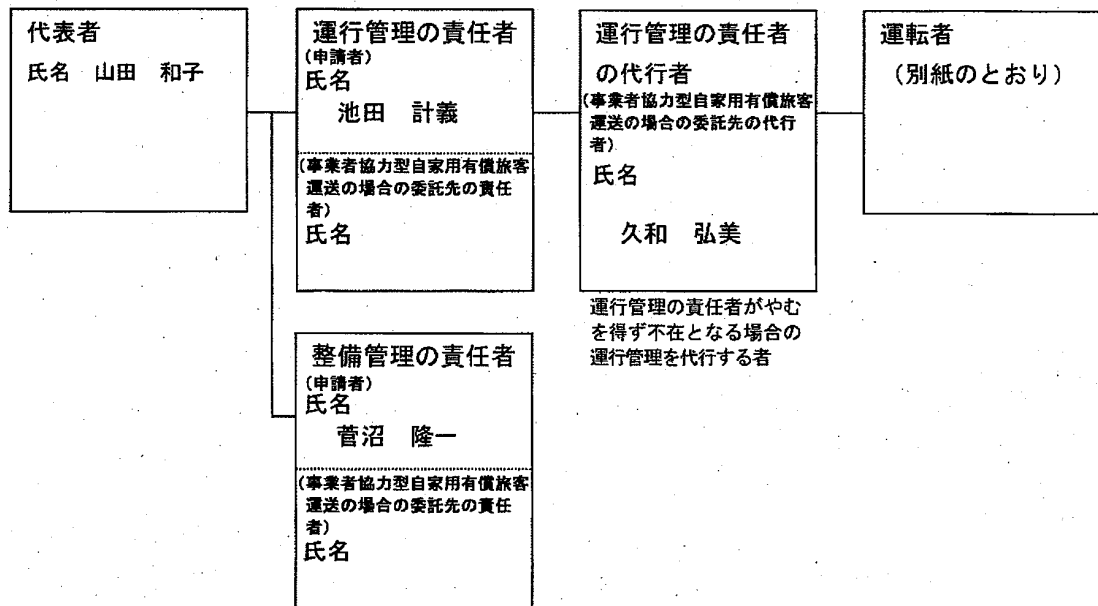 代表者
氏名 山田 和子
運行管理の責任者
(申請者)
氏名
池田 計義
(事業者協力型自家用有償旅客
運送の場合の委託先の責任
者)
氏名
運行管理の責任者
の代行者
(事業者協力型自家用有償旅客
運送の場合の委託先の代行
者)
氏名
久和 弘美
運行管理の責任者がやむ
を得ず不在となる場合の
運行管理を代行する者
運転者
(別紙のとおり)
整備管理の責任者
(申請者)
氏名
菅沼 隆一
(事業者協力型自家用有償旅客
運送の場合の委託先の責任
者)
氏名